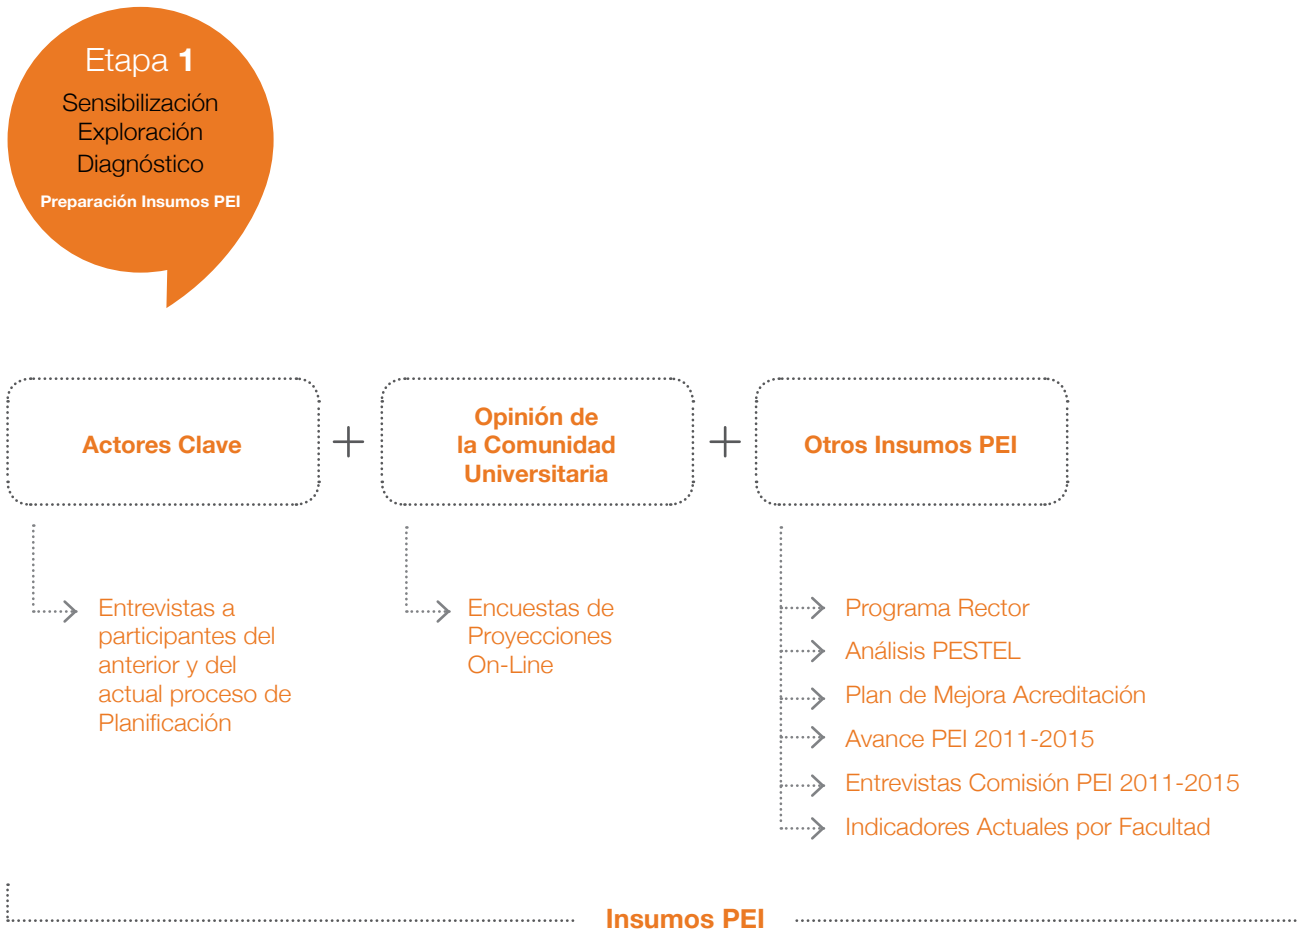 Etapa 1
Sensibilización
Exploración
Diagnóstico
Preparación Insumos PEI
Actores Clave
+
Opinión de
la Comunidad
Universitaria
+
Otros Insumos PEI
Entrevistas a
participantes del
anterior y del
actual proceso de
Planificación
Encuestas de
Proyecciones
On-Line
Programa Rector
Análisis PESTEL
Plan de Mejora Acreditación
Avance PEI 2011-2015
Entrevistas Comisión PEI 2011-2015
Indicadores Actuales por Facultad
Insumos PEI